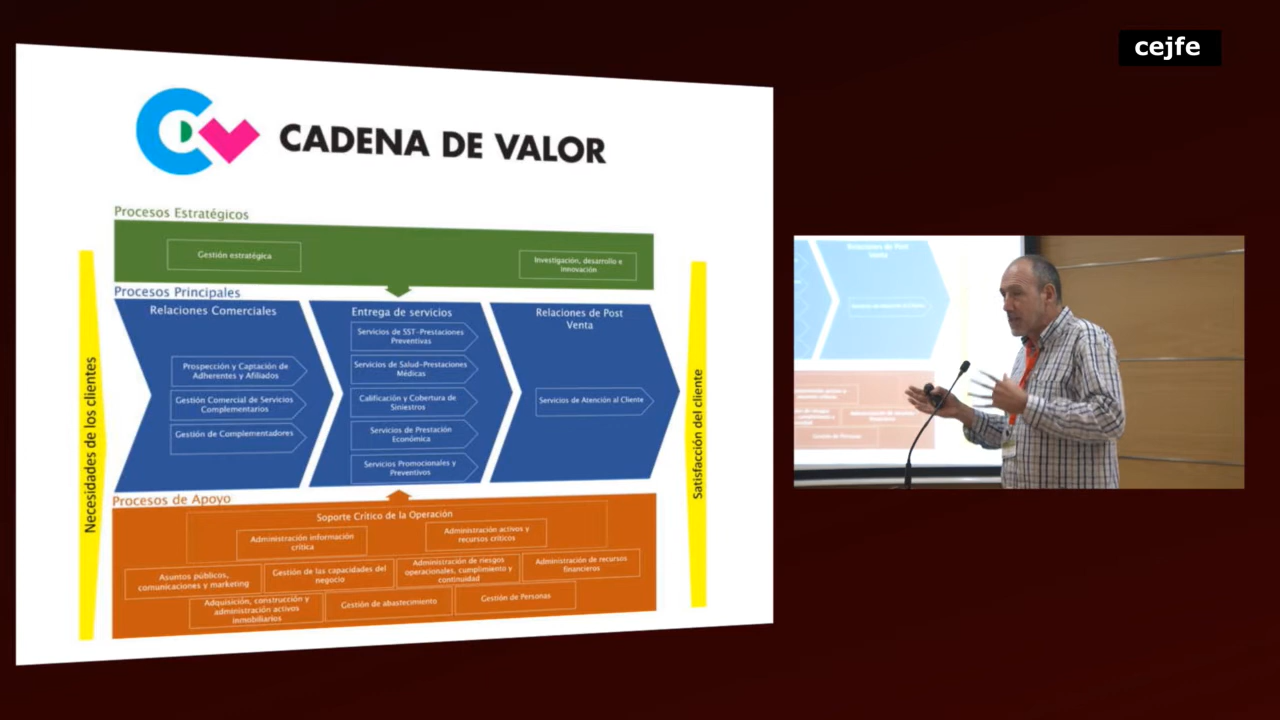 cejfe
CADENA DE VALOR
Procesos Estratégicos
Gestión estratégica
Investigación, desarrollo e
innovación
Procesos Principales
Relaciones Comerciales
Prospección y Captación de
Adherentes y Afiliados
Gestión Comercial de Servicios
Complementarios
Gestión de Complementadores
Entrega de servicios
Servicios de SST-Prestaciones
Preventivas
Servicios de Salud-Prestaciones
Médicas
Calificación y Cobertura de
Siniestros
Servicios de Prestación
Económica
Servicios Promocionales y
Preventivos
Relaciones de Post
Venta
Servicios de Atención al Cliente
Necesidades de los clientes
Satisfacción del cliente
Procesos de Apoyo
Soporte Crítico de la Operación
Administración información
crítica
Administración activos y
recursos críticos
Asuntos públicos,
comunicaciones y marketing
Gestión de las capacidades del
negocio
Administración de riesgos
operacionales, cumplimiento y
continuidad
Administración de recursos
financieros
Adquisición, construcción y
administración activos
inmobiliarios
Gestión de abastecimiento
Gestión de Personas
Relaciones de Post
Venta